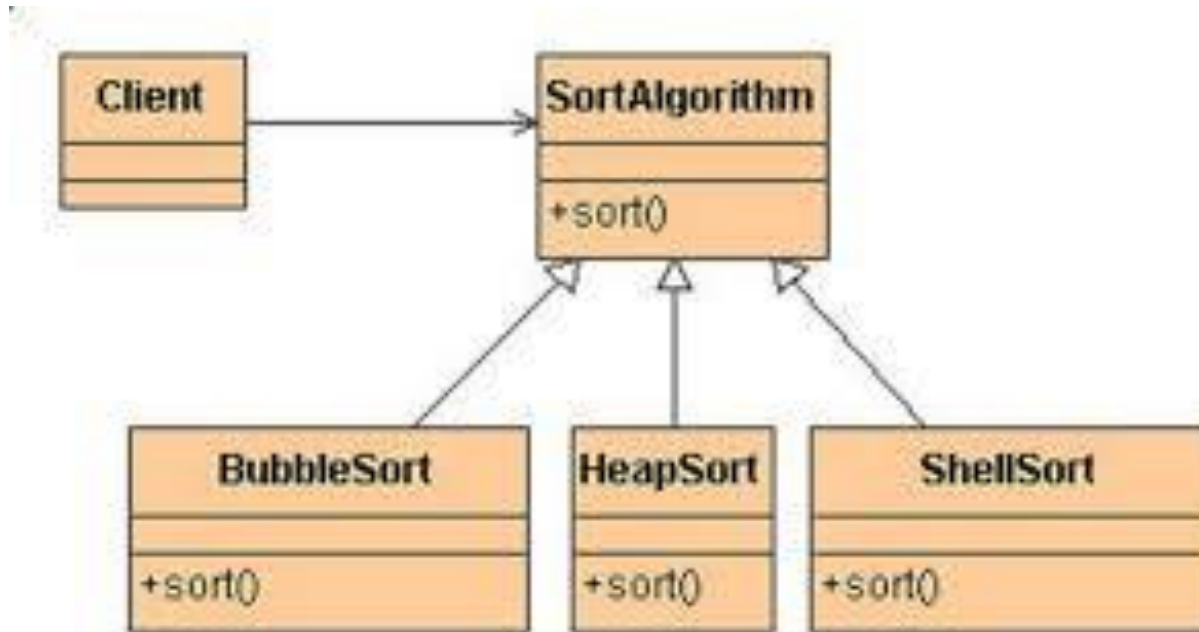 Client
SortAlgorithm
+sort()
BubbleSort
HeapSort
ShellSort
+sort()
+sort()
+sort()